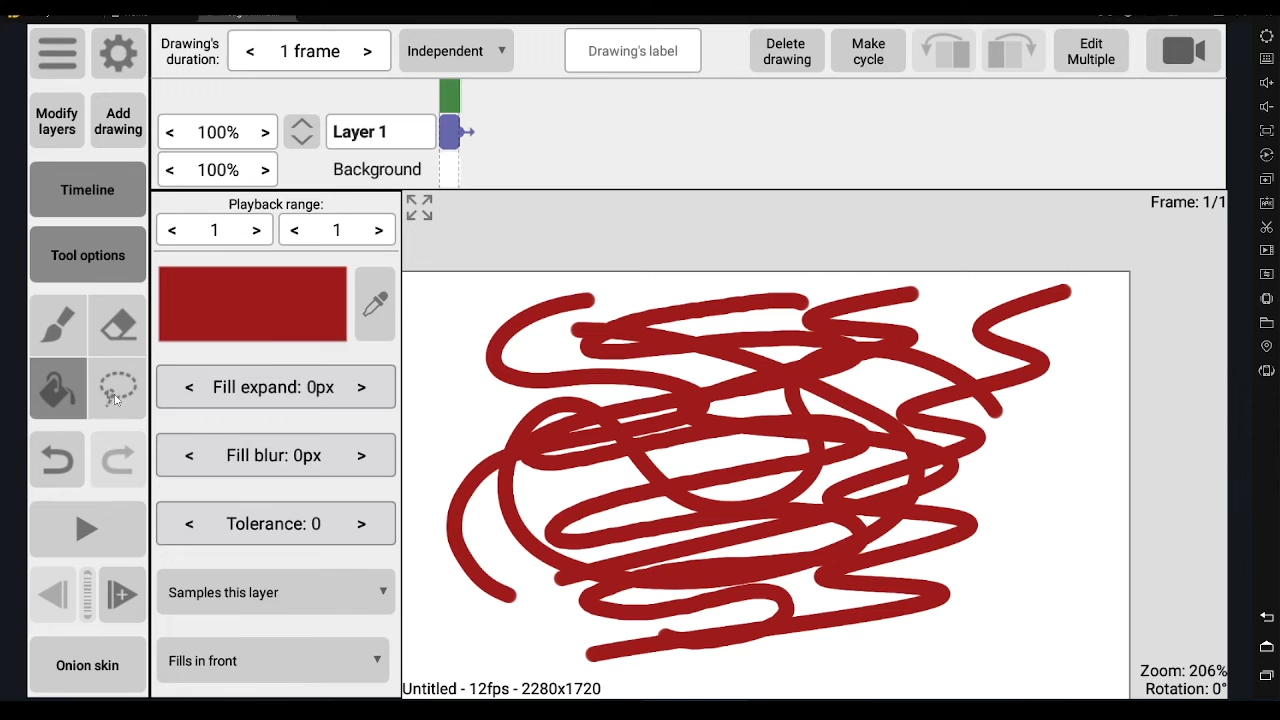 Drawing's
duration:
< 1 frame >
Independent
Drawing's label
Delete
drawing
Make
cycle
Edit
Multiple
Modify
layers
Add
drawing
< 100% >
Layer 1
< 100% >
Background
Timeline
Playback range:
< 1 >
< 1 >
Frame: 1/1
Tool options
< Fill expand: 0px >
< Fill blur: 0px >
< Tolerance: 0 >
Samples this layer
Fills in front
Onion skin
Untitled - 12fps - 2280x1720
Zoom: 206%
Rotation: 0°